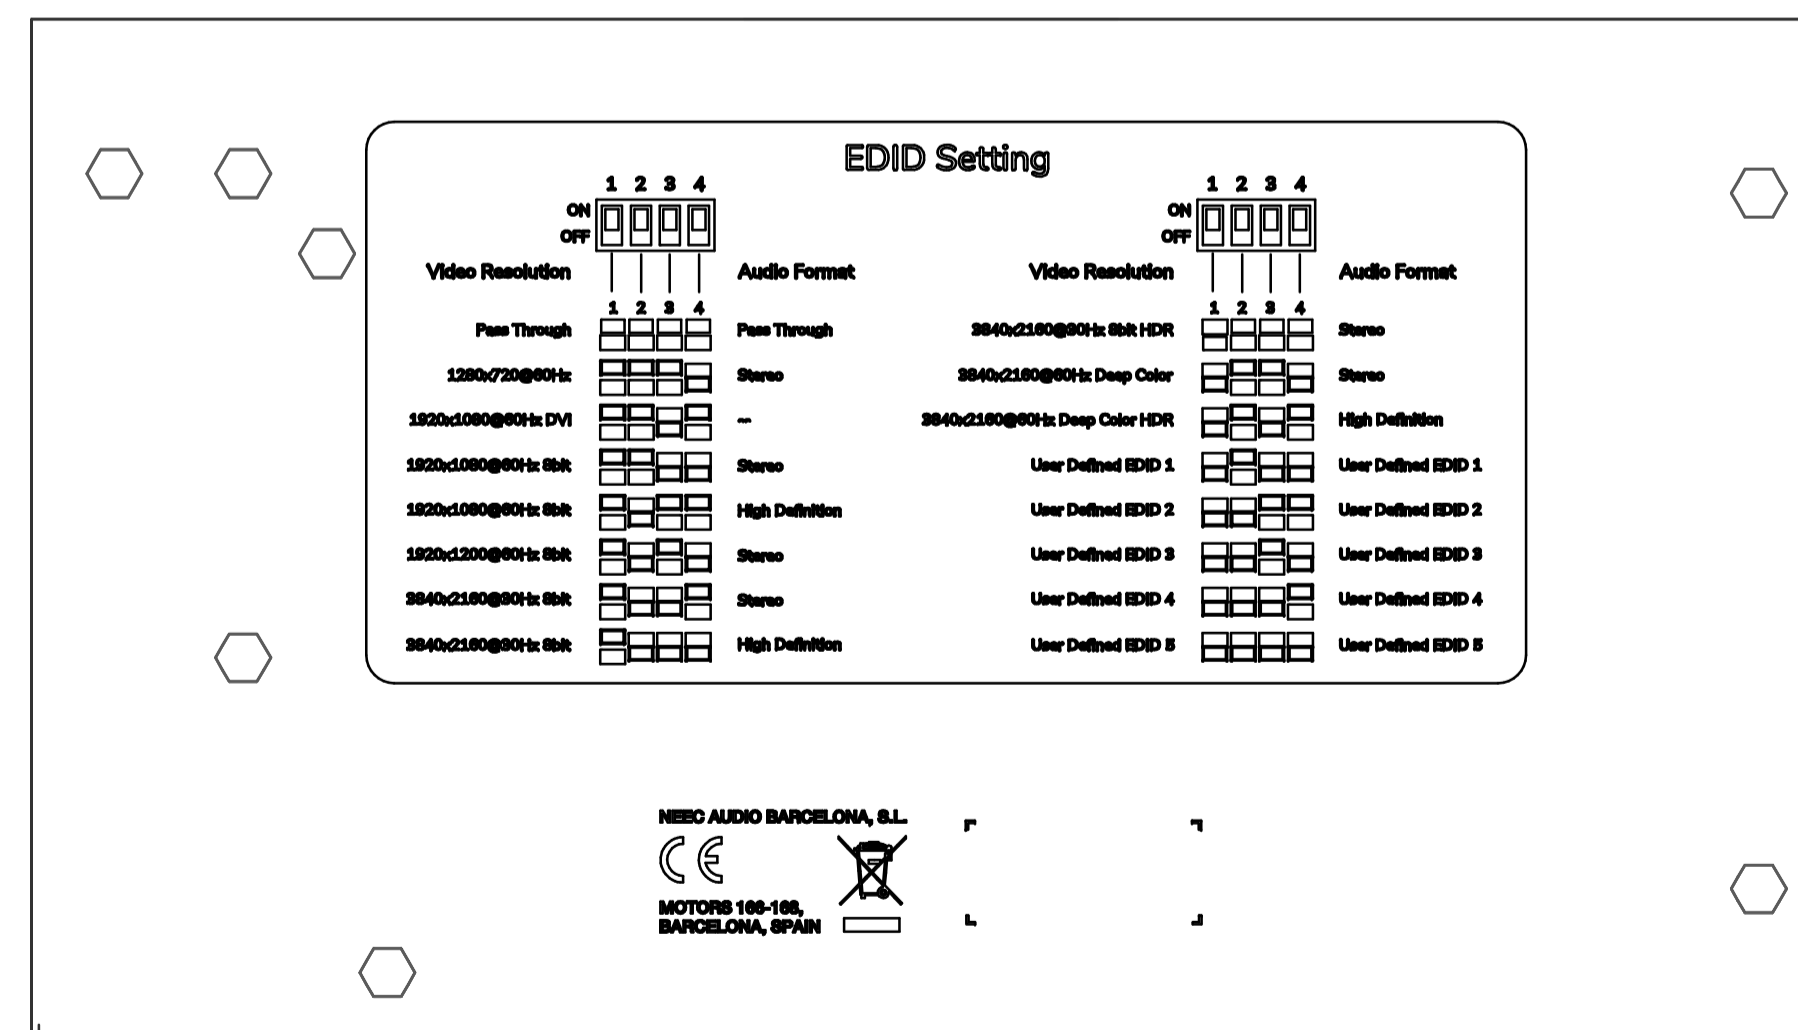 EDID Setting
1 2 3 4
ON
OFF
Video Resolution Audio Format
1 2 3 4
Pass Through Pass Through
1280x720@60Hz Stereo
1920x1080@60Hz DVI --
1920x1080@60Hz 8bit Stereo
1920x1080@60Hz 8bit High Definition
1920x1200@60Hz 8bit Stereo
3840x2160@30Hz 8bit Stereo
3840x2160@30Hz 8bit High Definition
1 2 3 4
ON
OFF
Video Resolution Audio Format
1 2 3 4
3840x2160@30Hz 8bit HDR Stereo
3840x2160@60Hz Deep Color Stereo
3840x2160@60Hz Deep Color HDR High Definition
User Defined EDID 1 User Defined EDID 1
User Defined EDID 2 User Defined EDID 2
User Defined EDID 3 User Defined EDID 3
User Defined EDID 4 User Defined EDID 4
User Defined EDID 5 User Defined EDID 5
NEEC AUDIO BARCELONA, S.L.
CE
MOTORS 166-168,
BARCELONA, SPAIN